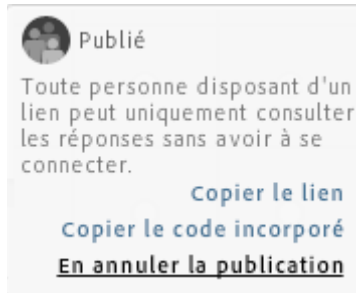 Publié
Toute personne disposant d'un
lien peut uniquement consulter
les réponses sans avoir à se
connecter.
Copier le lien
Copier le code incorporé
En annuler la publication